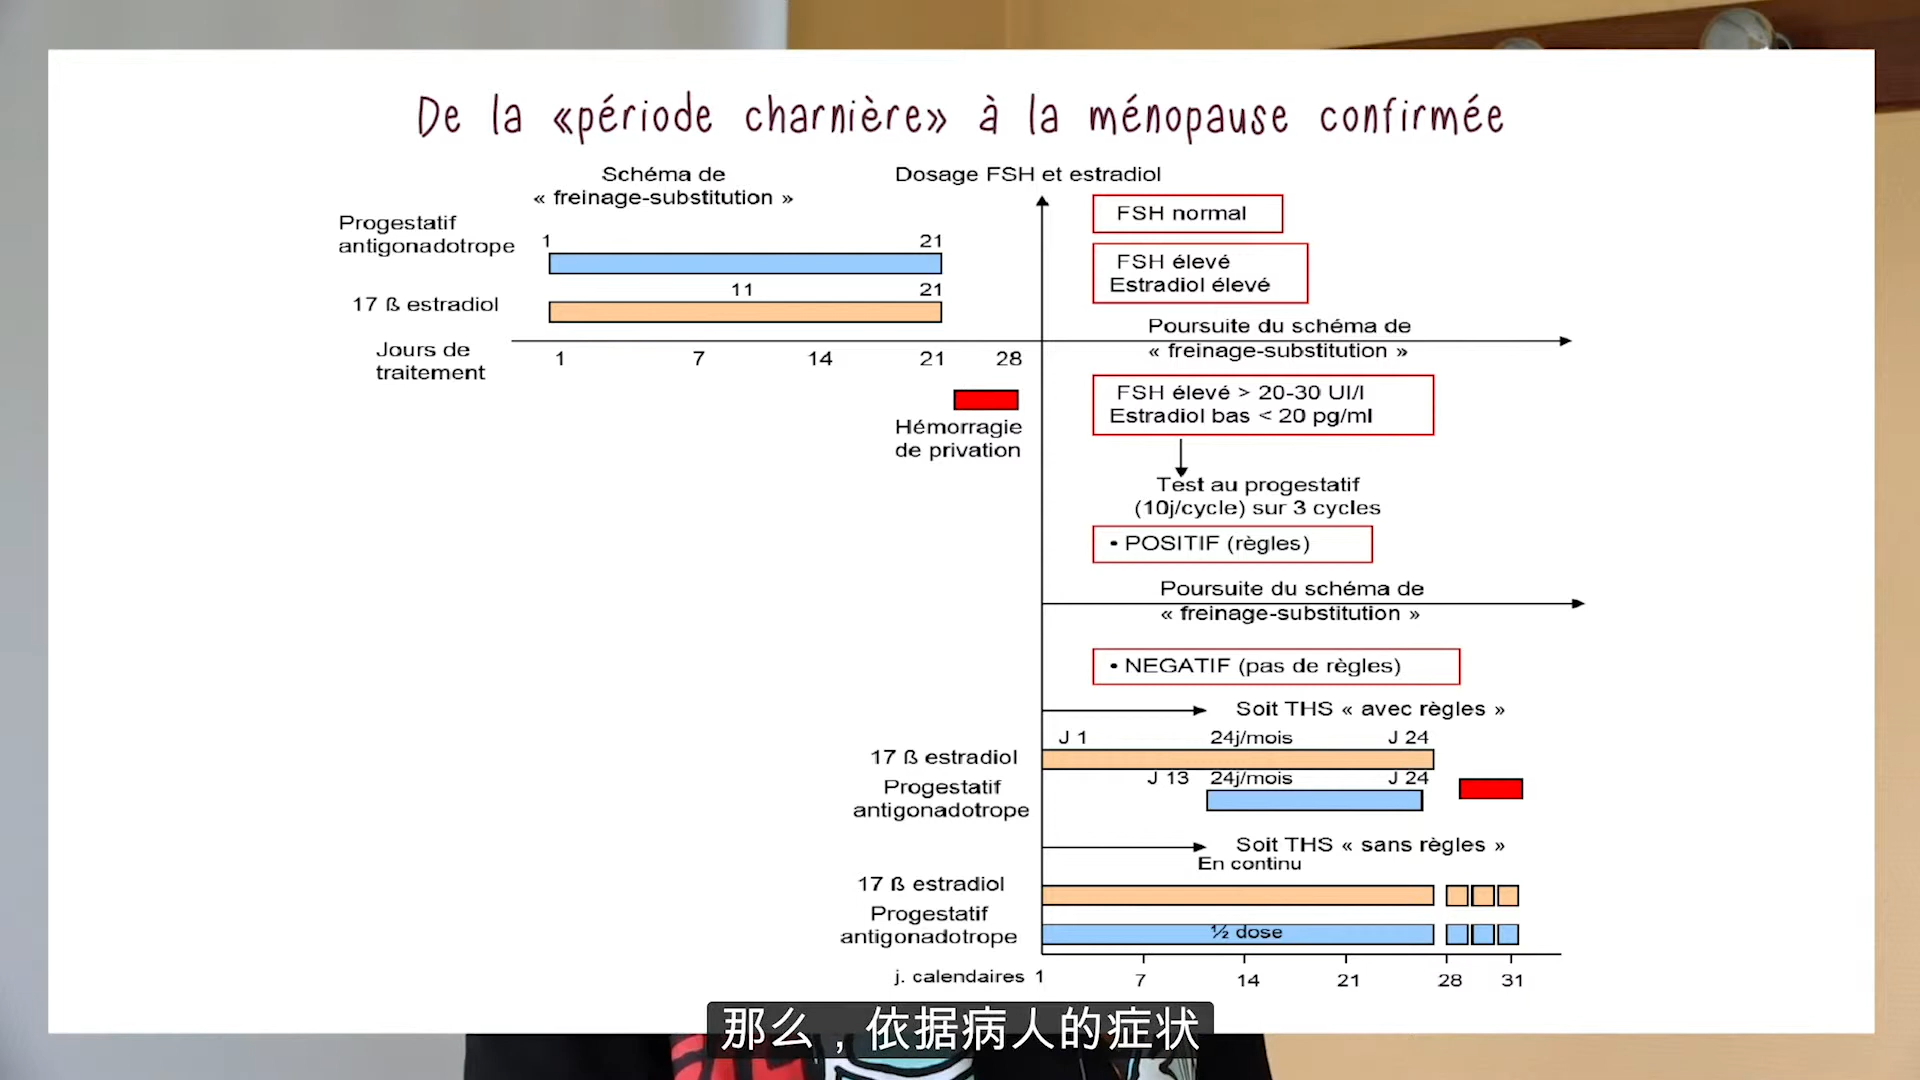 De la «période charnière» à la ménopause confirmée
Schéma de
« freinage-substitution »
Progestatif
antigonadotrope
1
21
17 ß estradiol
11
21
Jours de
traitement
1
7
14
21
28
Hémorragie
de privation
Dosage FSH et estradiol
FSH normal
FSH élevé
Estradiol élevé
Poursuite du schéma de
« freinage-substitution »
FSH élevé > 20-30 UI/l
Estradiol bas < 20 pg/ml
Test au progestatif
(10j/cycle) sur 3 cycles
• POSITIF (règles)
Poursuite du schéma de
« freinage-substitution »
• NEGATIF (pas de règles)
Soit THS « avec règles »
J 1
24j/mois
J 24
17 ß estradiol
J 13
24j/mois
J 24
Progestatif
antigonadotrope
Soit THS « sans règles »
En continu
17 ß estradiol
Progestatif
antigonadotrope
½ dose
j. calendaires
1
7
14
21
28
31
那么，依据病人的症状